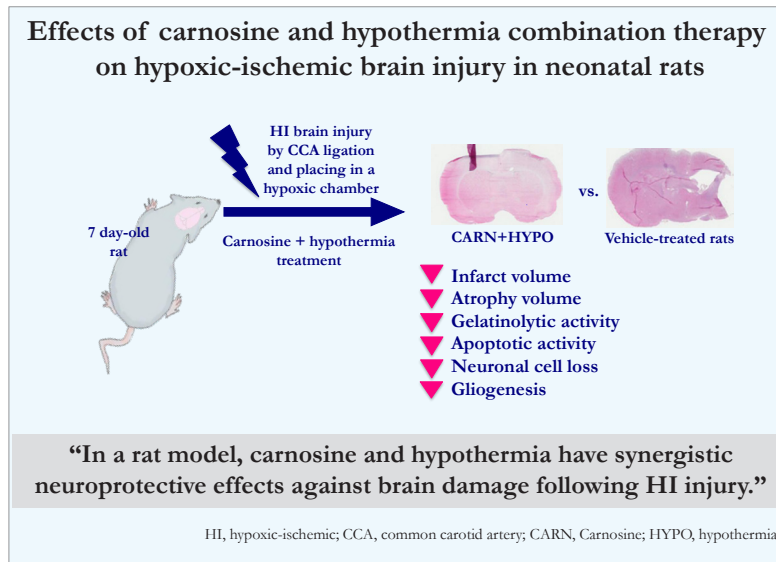 Effects of carnosine and hypothermia combination therapy
on hypoxic-ischemic brain injury in neonatal rats
HI brain injury
by CCA ligation
and placing in a
hypoxic chamber
7 day-old
rat
Carnosine + hypothermia
treatment
CARN+HYPO
vs.
Vehicle-treated rats
Infarct volume
Atrophy volume
Gelatinolytic activity
Apoptotic activity
Neuronal cell loss
Gliogenesis
“In a rat model, carnosine and hypothermia have synergistic
neuroprotective effects against brain damage following HI injury.”
HI, hypoxic-ischemic; CCA, common carotid artery; CARN, Carnosine; HYPO, hypothermia